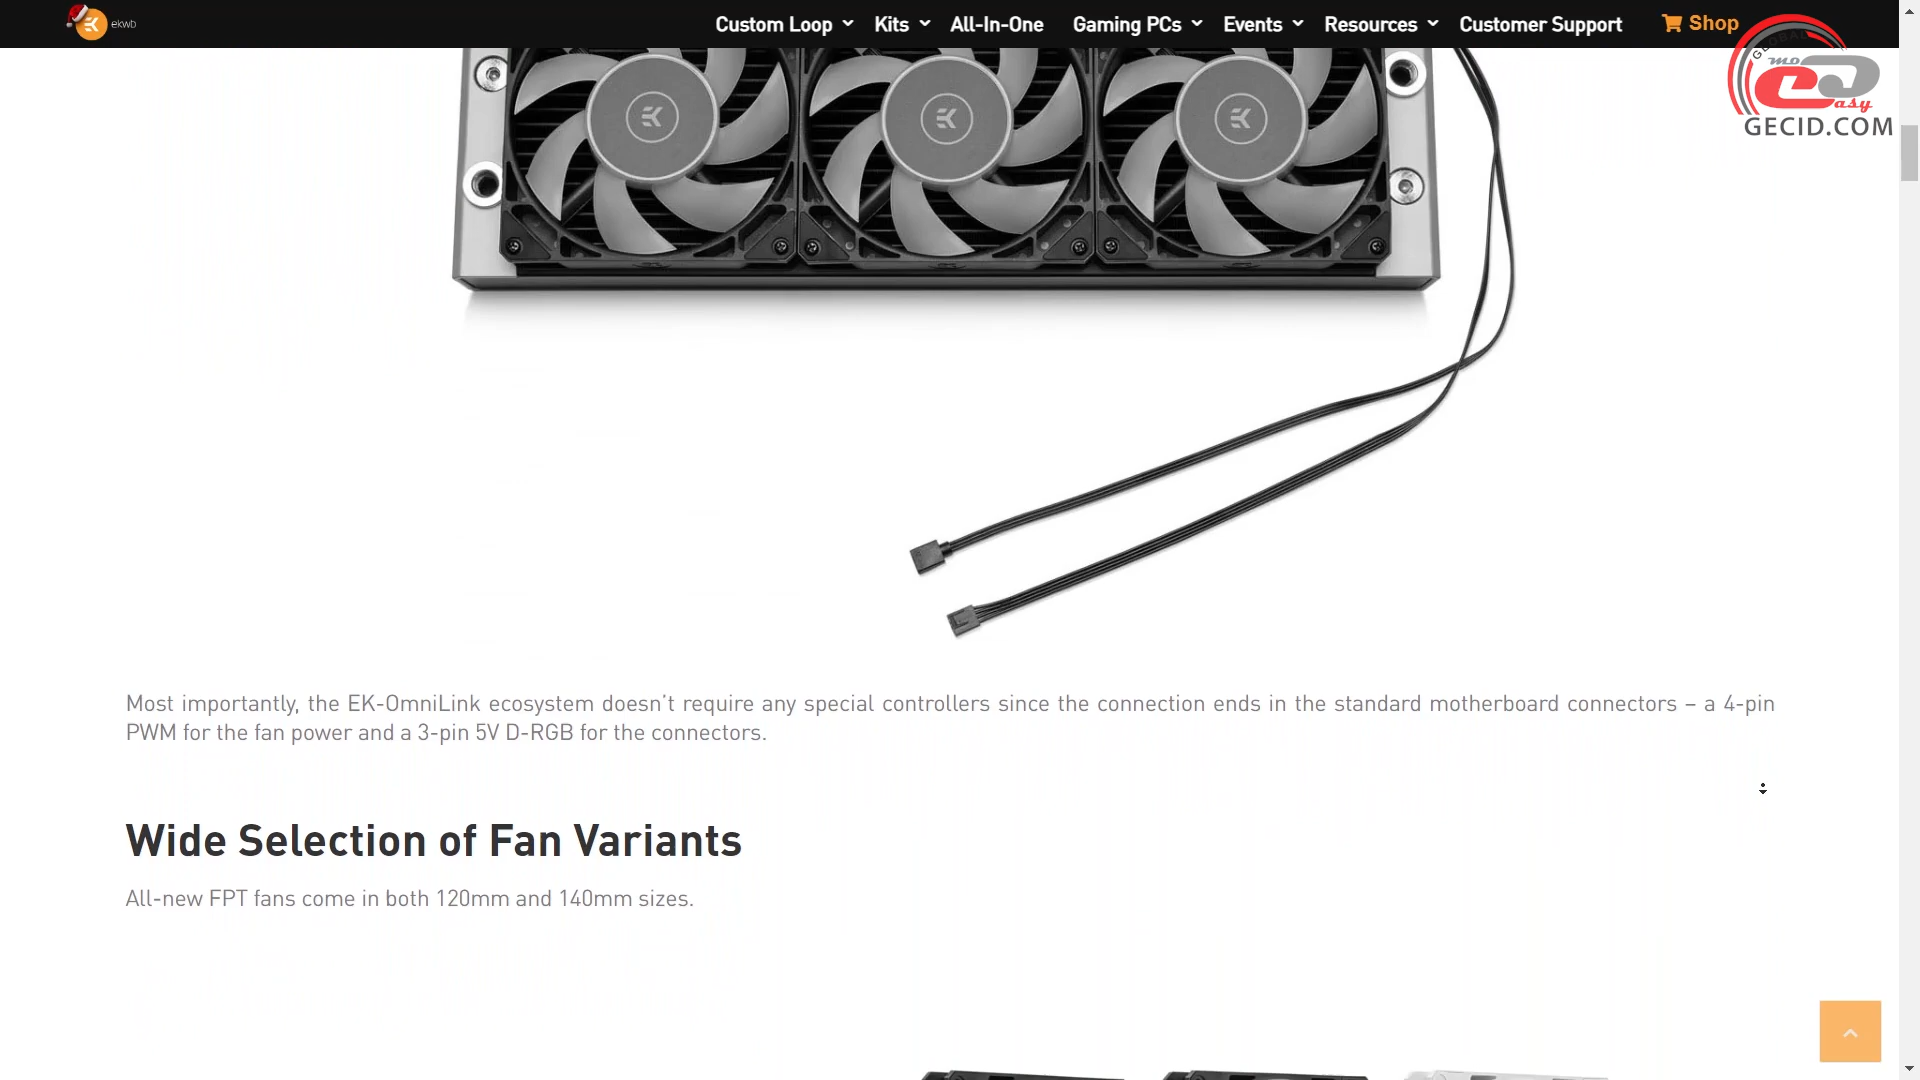 ekwb
Custom Loop
Kits
All-In-One
Gaming PCs
Events
Resources
Customer Support
Shop
GLOBAL
mo
easy
GECID.COM
Most importantly, the EK-OmniLink ecosystem doesn't require any special controllers since the connection ends in the standard motherboard connectors – a 4-pin
PWM for the fan power and a 3-pin 5V D-RGB for the connectors.
Wide Selection of Fan Variants
All-new FPT fans come in both 120mm and 140mm sizes.